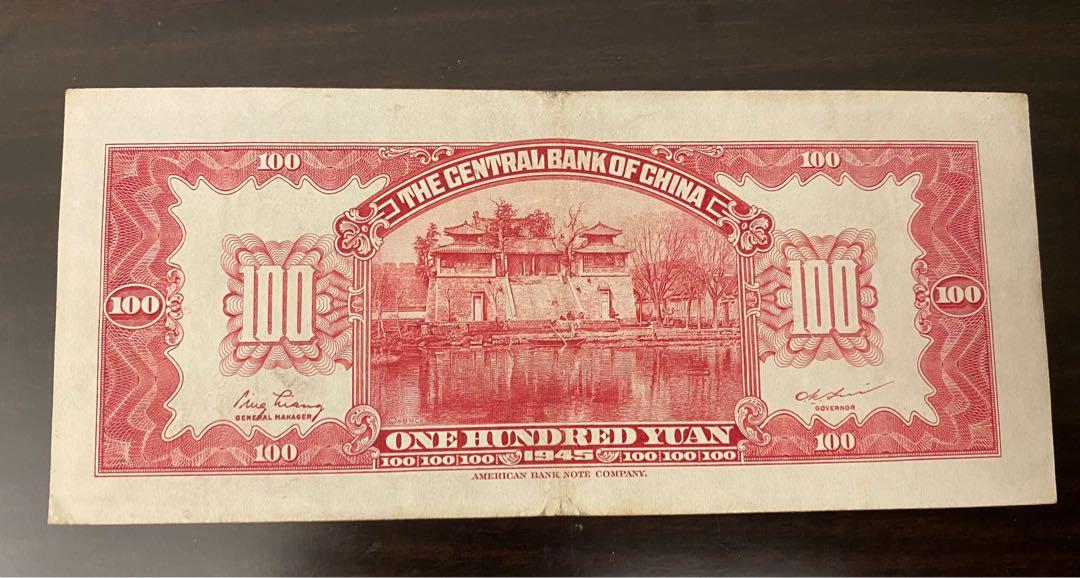 THE CENTRAL BANK OF CHINA
100
100
100
100
100
100
GENERAL MANAGER
GOVERNOR
100
100
ONE HUNDRED YUAN
100 100 100 1945 100 100 100
AMERICAN BANK NOTE COMPANY.